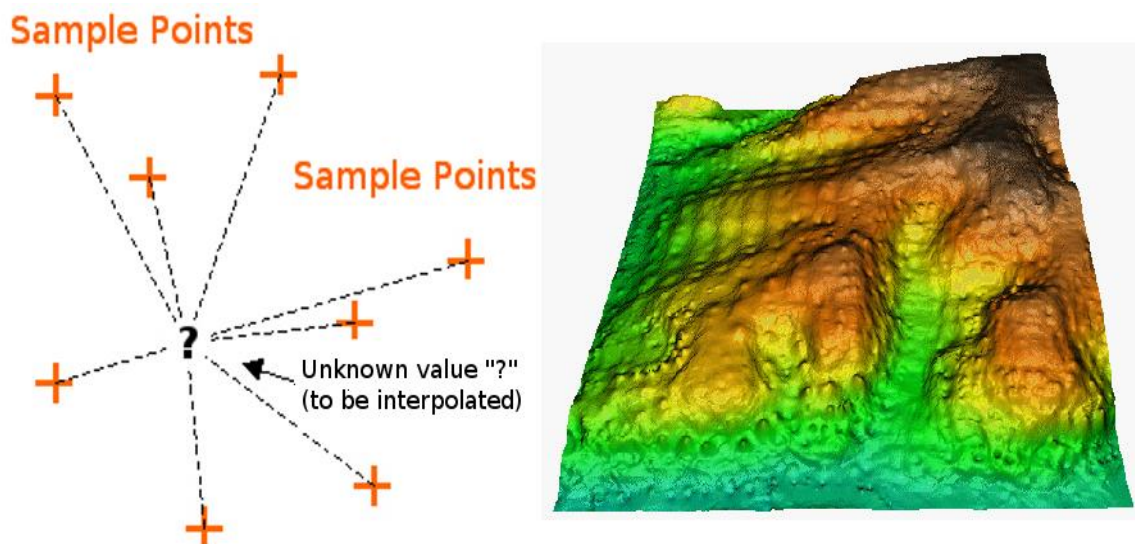 Sample Points
Sample Points
?
Unknown value "?"
(to be interpolated)